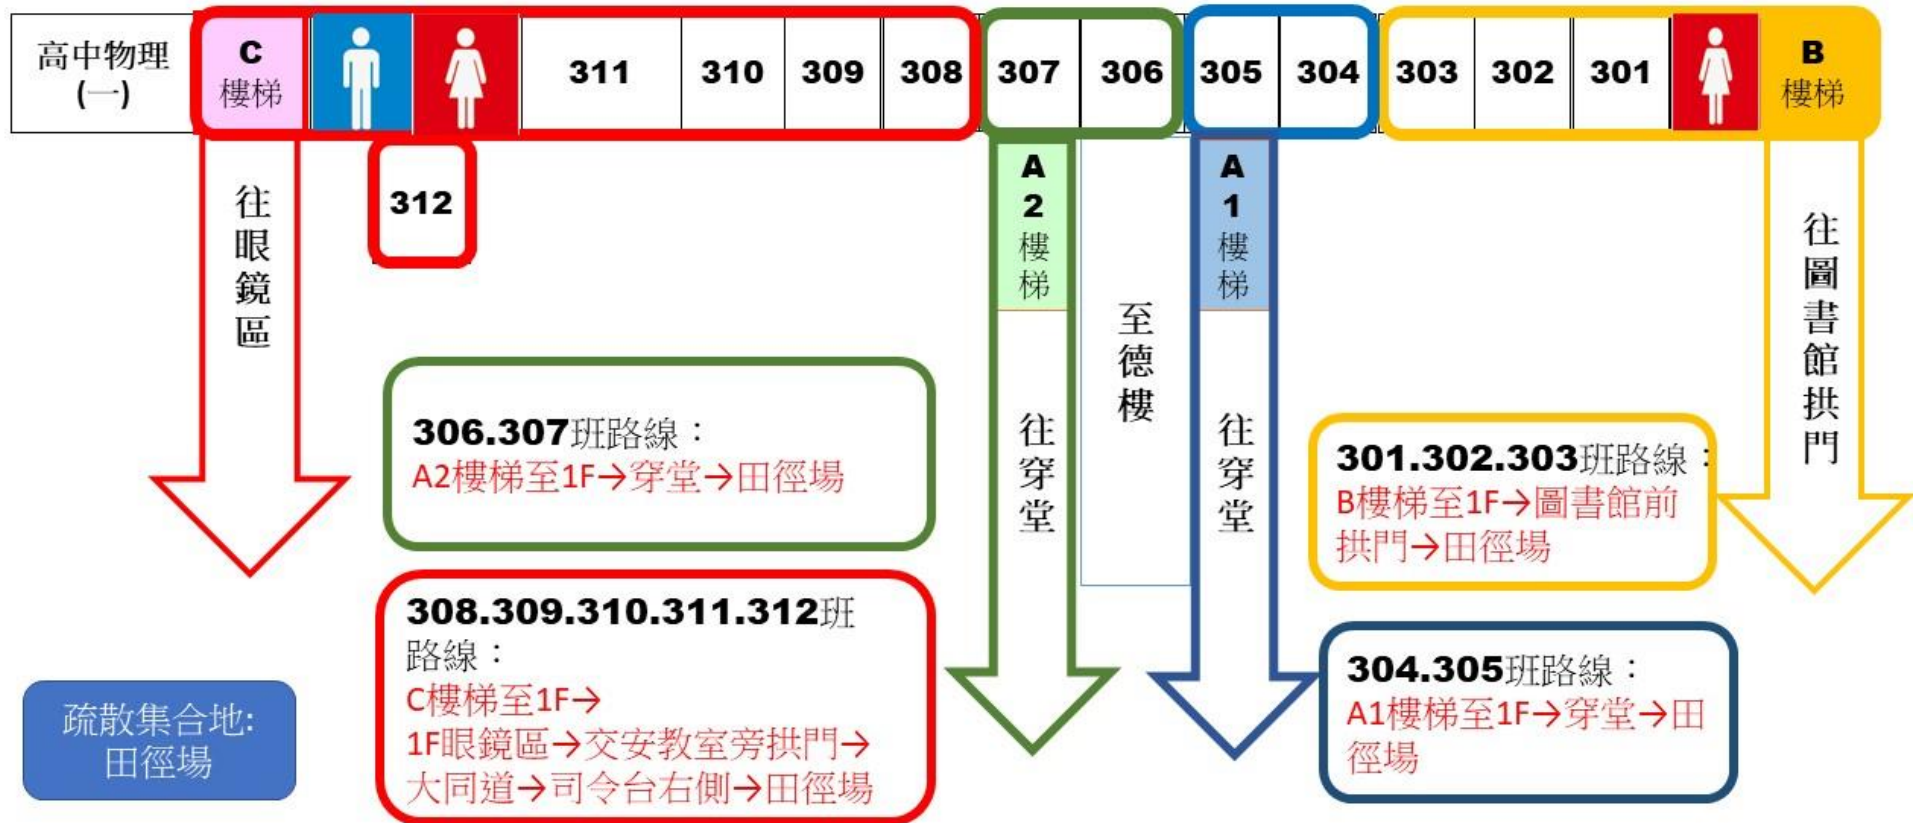 高中物理
(一)
C
樓梯
311
310
309
308
307
306
305
304
303
302
301
B
樓梯
312
往眼鏡區
A2樓梯
往穿堂
至德樓
A1樓梯
往穿堂
往圖書館拱門
306.307班路線：
A2樓梯至1F→穿堂→田徑場
301.302.303班路線：
B樓梯至1F→圖書館前
拱門→田徑場
308.309.310.311.312班
路線：
C樓梯至1F→
1F眼鏡區→交安教室旁拱門→
大同道→司令台右側→田徑場
304.305班路線：
A1樓梯至1F→穿堂→田
徑場
疏散集合地:
田徑場